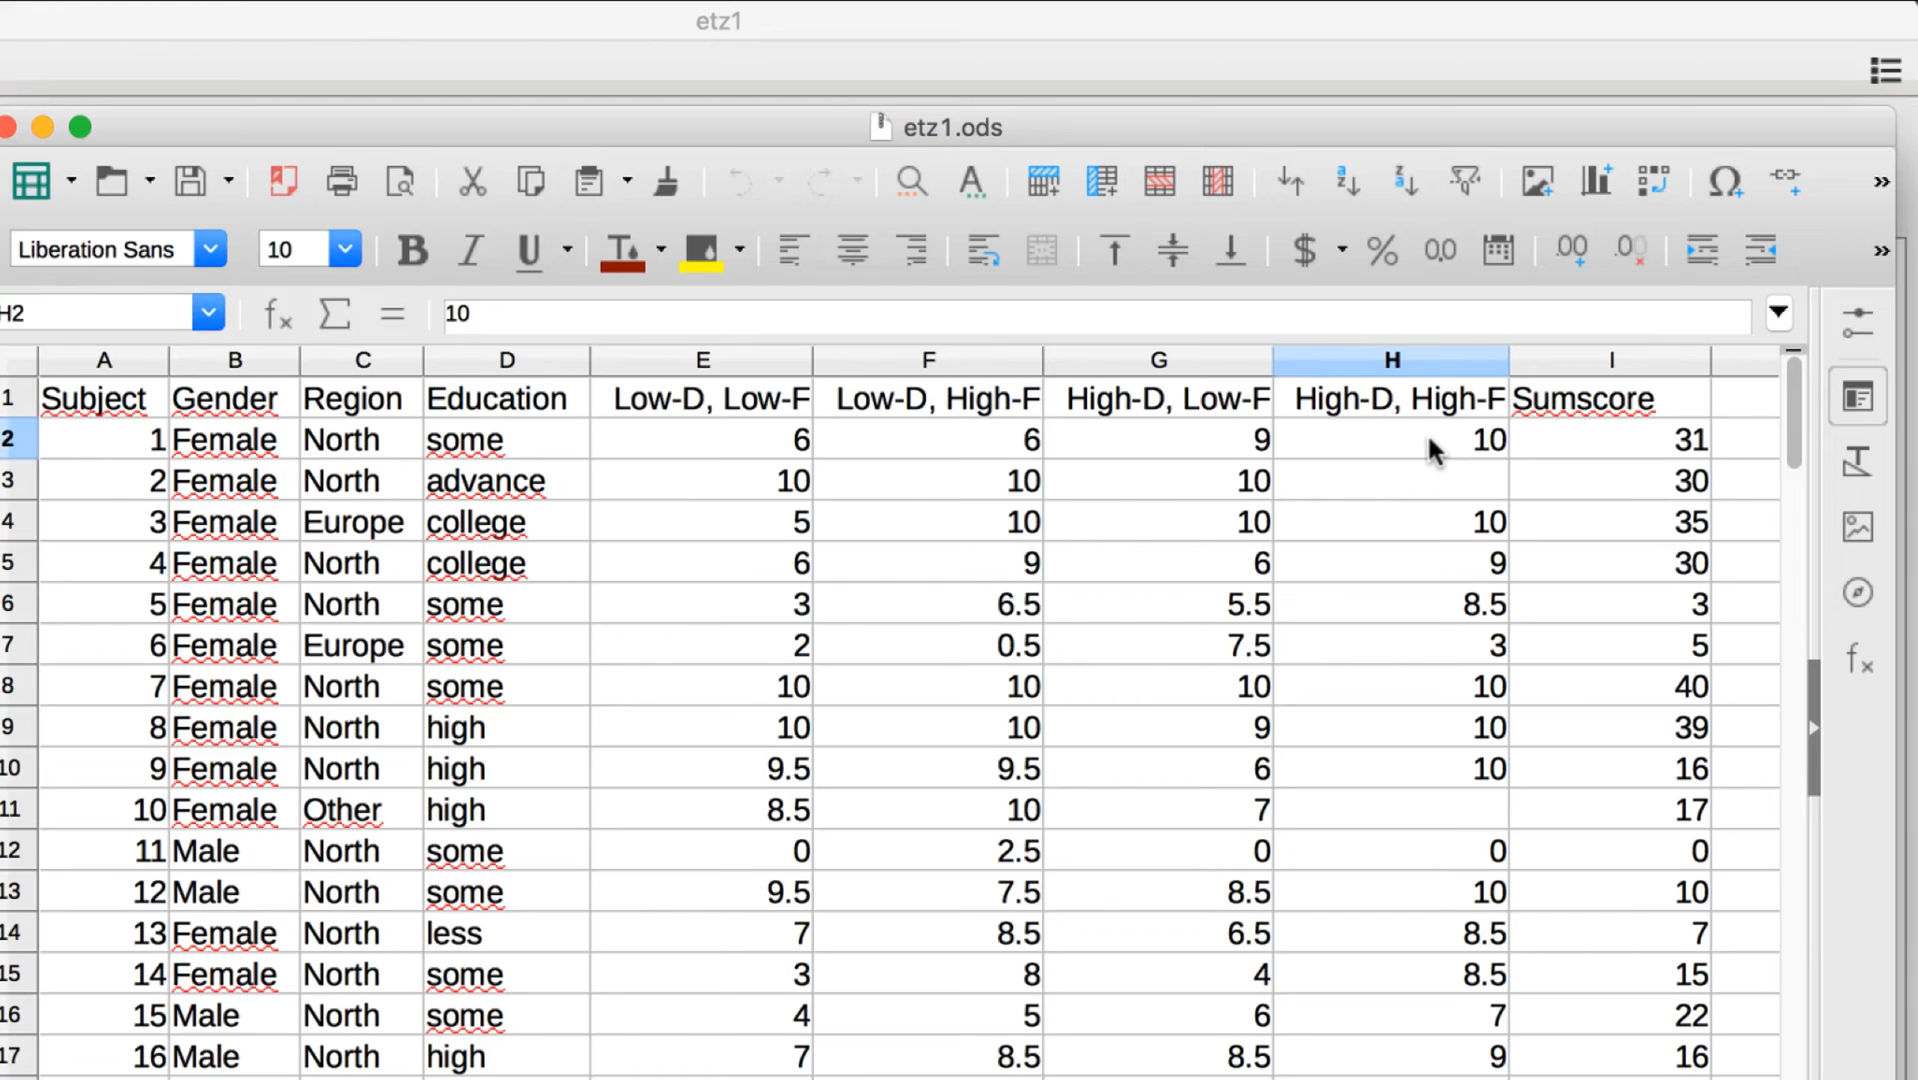 etz1
etz1.ods
Liberation Sans 10
H2 10
A B C D E F G H I
1 Subject Gender Region Education Low-D, Low-F Low-D, High-F High-D, Low-F High-D, High-F Sumscore
2 1 Female North some 6 6 9 10 31
3 2 Female North advance 10 10 10 30
4 3 Female Europe college 5 10 10 10 35
5 4 Female North college 6 9 6 9 30
6 5 Female North some 3 6.5 5.5 8.5 3
7 6 Female Europe some 2 0.5 7.5 3 5
8 7 Female North some 10 10 10 10 40
9 8 Female North high 10 10 9 10 39
10 9 Female North high 9.5 9.5 6 10 16
11 10 Female Other high 8.5 10 7 17
12 11 Male North some 0 2.5 0 0 0
13 12 Male North some 9.5 7.5 8.5 10 10
14 13 Female North less 7 8.5 6.5 8.5 7
15 14 Female North some 3 8 4 8.5 15
16 15 Male North some 4 5 6 7 22
17 16 Male North high 7 8.5 8.5 9 16